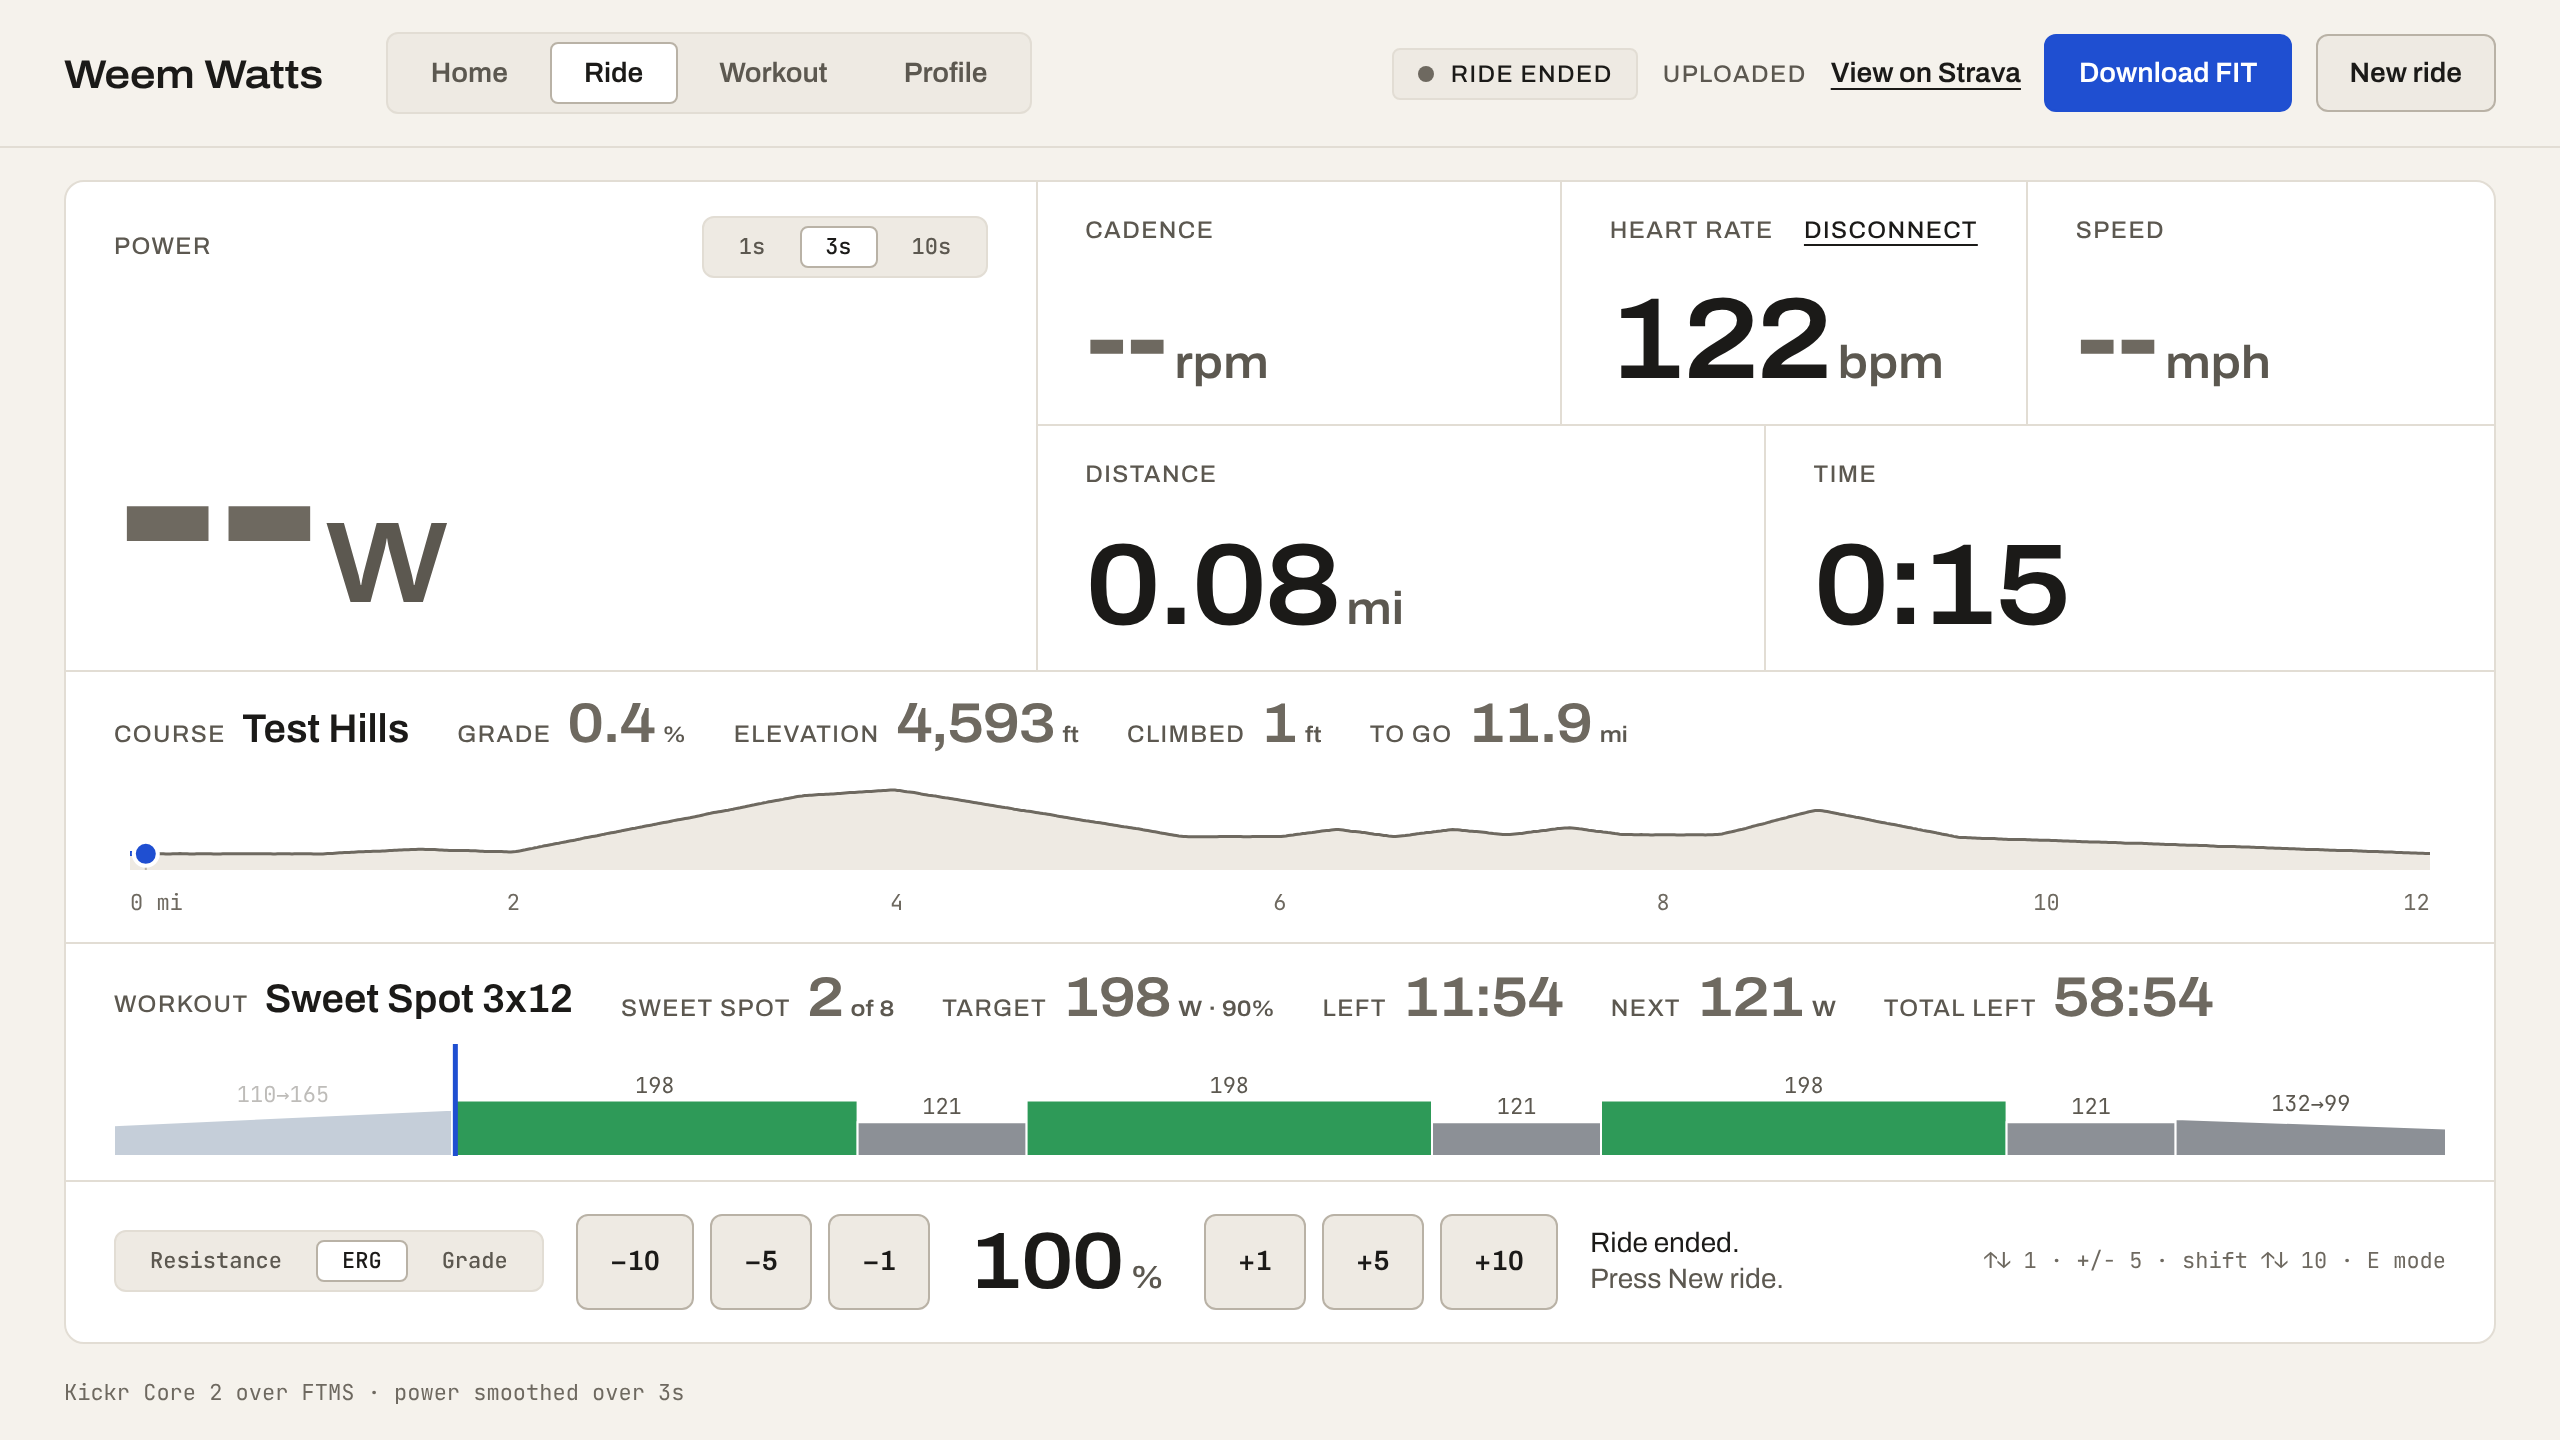 Weem Watts
Home Ride Workout Profile
RIDE ENDED UPLOADED View on Strava Download FIT New ride
POWER 1s 3s 10s
-- W
CADENCE
-- rpm
HEART RATE DISCONNECT
122 bpm
SPEED
-- mph
DISTANCE
0.08 mi
TIME
0:15
COURSE Test Hills GRADE 0.4 % ELEVATION 4,593 ft CLIMBED 1 ft TO GO 11.9 mi
0 mi 2 4 6 8 10 12
WORKOUT Sweet Spot 3x12 SWEET SPOT 2 of 8 TARGET 198 W · 90% LEFT 11:54 NEXT 121 W TOTAL LEFT 58:54
110→165 198 121 198 121 198 121 132→99
Resistance ERG Grade −10 −5 −1 100 % +1 +5 +10
Ride ended.
Press New ride.
↑↓ 1 · +/- 5 · shift ↑↓ 10 · E mode
Kickr Core 2 over FTMS · power smoothed over 3s